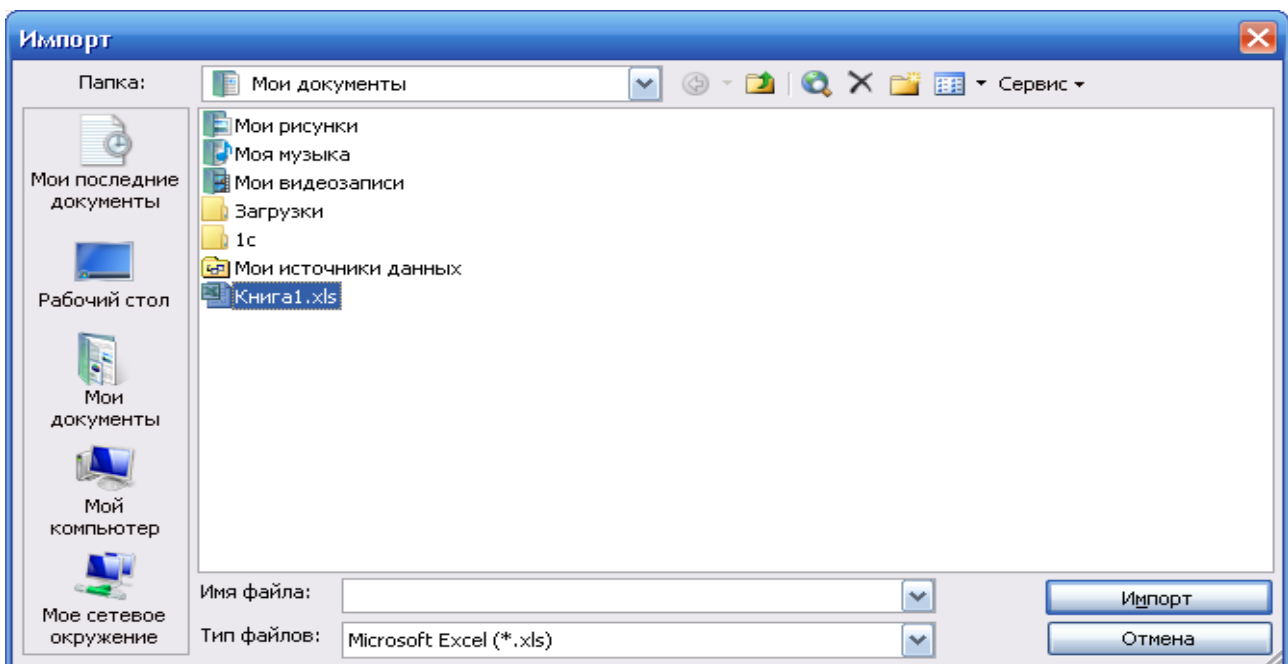 Импорт
Папка:
Мои документы
Сервис
Мои последние
документы
Рабочий стол
Мои
документы
Мой
компьютер
Мое сетевое
окружение
Мои рисунки
Моя музыка
Мои видеозаписи
Загрузки
1с
Мои источники данных
Книга1.xls
Имя файла:
Импорт
Тип файлов:
Microsoft Excel (*.xls)
Отмена